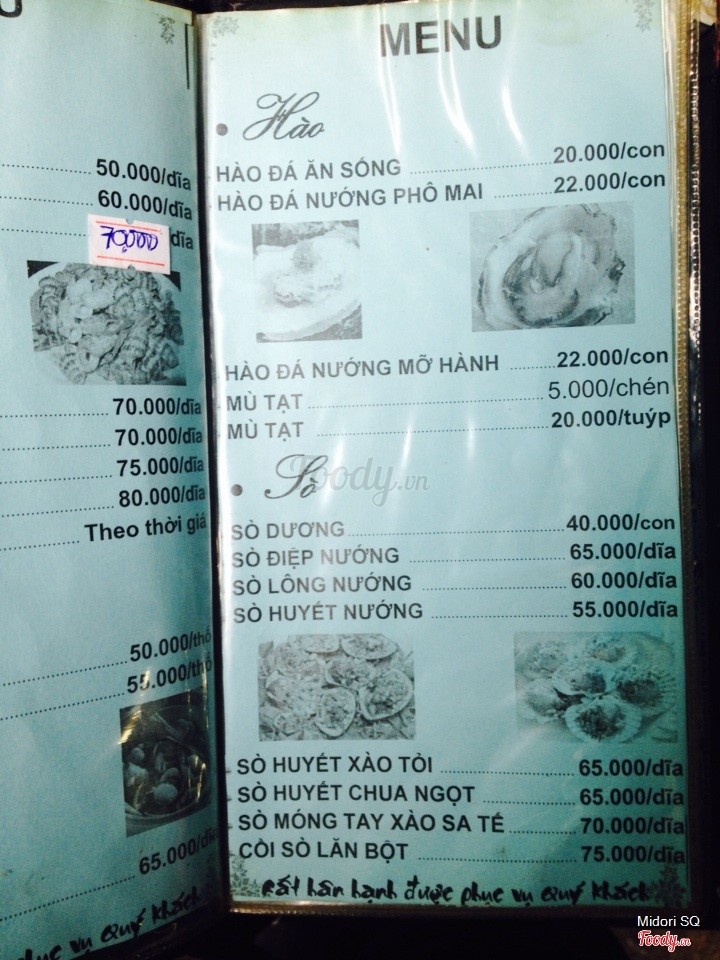 U
50.000/dĩa
60.000/dĩa
70,000 dĩa
70.000/dĩa
70.000/dĩa
75.000/dĩa
80.000/dĩa
Theo thời giá
50.000/thố
55.000/thố
65.000/dĩa
phục vụ quý khách
MENU
• Hào
HÀO ĐÁ ĂN SỐNG 20.000/con
HÀO ĐÁ NƯỚNG PHÔ MAI 22.000/con
HÀO ĐÁ NƯỚNG MỠ HÀNH 22.000/con
MÙ TẠT 5.000/chén
MÙ TẠT 20.000/tuýp
Foody.vn
• Sò
SÒ DƯƠNG 40.000/con
SÒ ĐIỆP NƯỚNG 65.000/dĩa
SÒ LÔNG NƯỚNG 60.000/dĩa
SÒ HUYẾT NƯỚNG 55.000/dĩa
SÒ HUYẾT XÀO TỎI 65.000/dĩa
SÒ HUYẾT CHUA NGỌT 65.000/dĩa
SÒ MÓNG TAY XÀO SA TẾ 70.000/dĩa
CỒI SÒ LĂN BỘT 75.000/dĩa
Rất hân hạnh được phục vụ quý khách
Midori SQ
Foody.vn